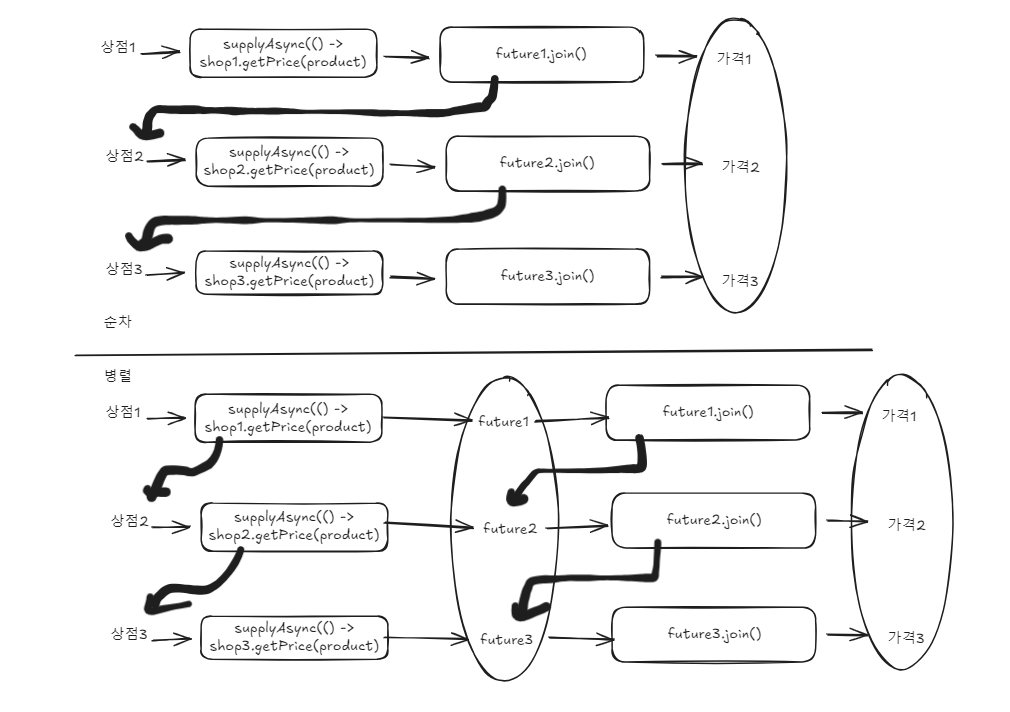 상점1
supplyAsync(() ->
shop1.getPrice(product)
future1.join()
가격1
상점2
supplyAsync(() ->
shop2.getPrice(product)
future2.join()
가격2
상점3
supplyAsync(() ->
shop3.getPrice(product)
future3.join()
가격3
순차
병렬
상점1
supplyAsync(() ->
shop1.getPrice(product)
future1
future1.join()
가격1
상점2
supplyAsync(() ->
shop2.getPrice(product)
future2
future2.join()
가격2
상점3
supplyAsync(() ->
shop3.getPrice(product)
future3
future3.join()
가격3